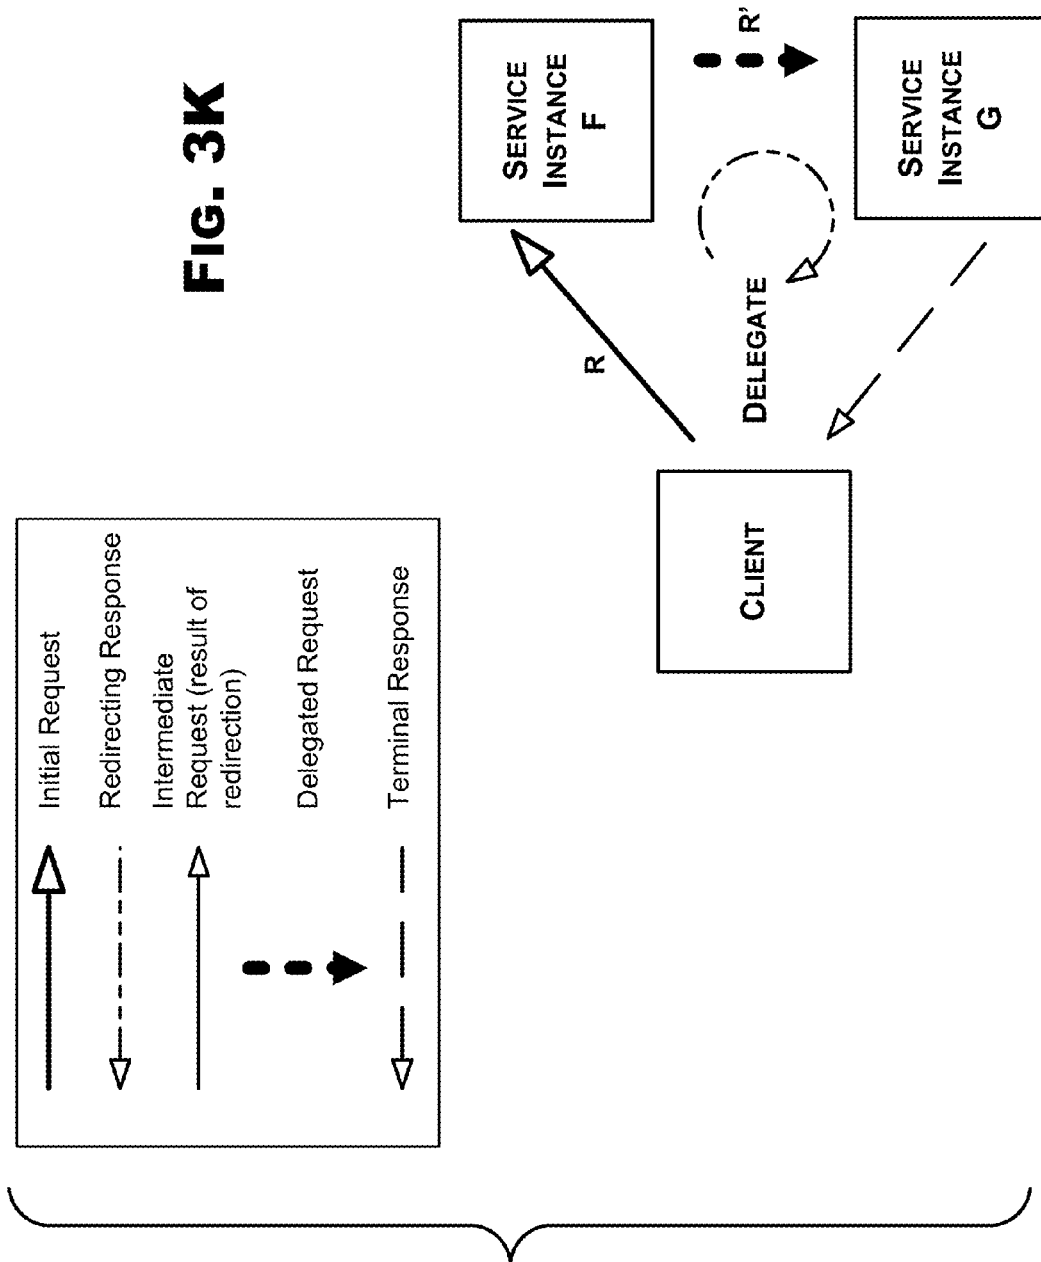 Initial Request
Redirecting Response
Intermediate
Request (result of
redirection)
Delegated Request
Terminal Response
FIG. 3K
CLIENT
R
DELEGATE
SERVICE
INSTANCE
F
R'
SERVICE
INSTANCE
G